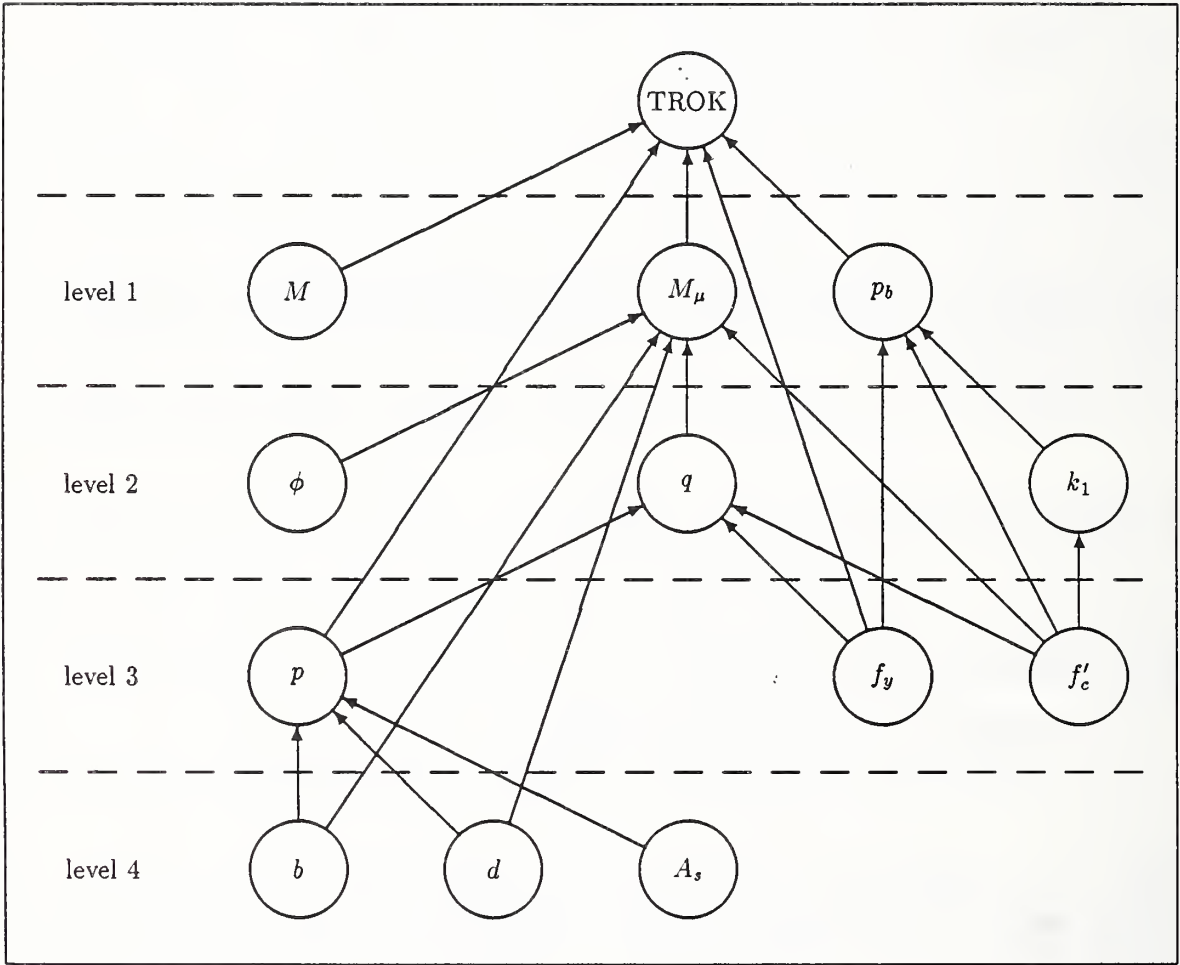 TROK
level 1 M M_μ p_b
level 2 ϕ q k_1
level 3 p f_y f'_c
level 4 b d A_s